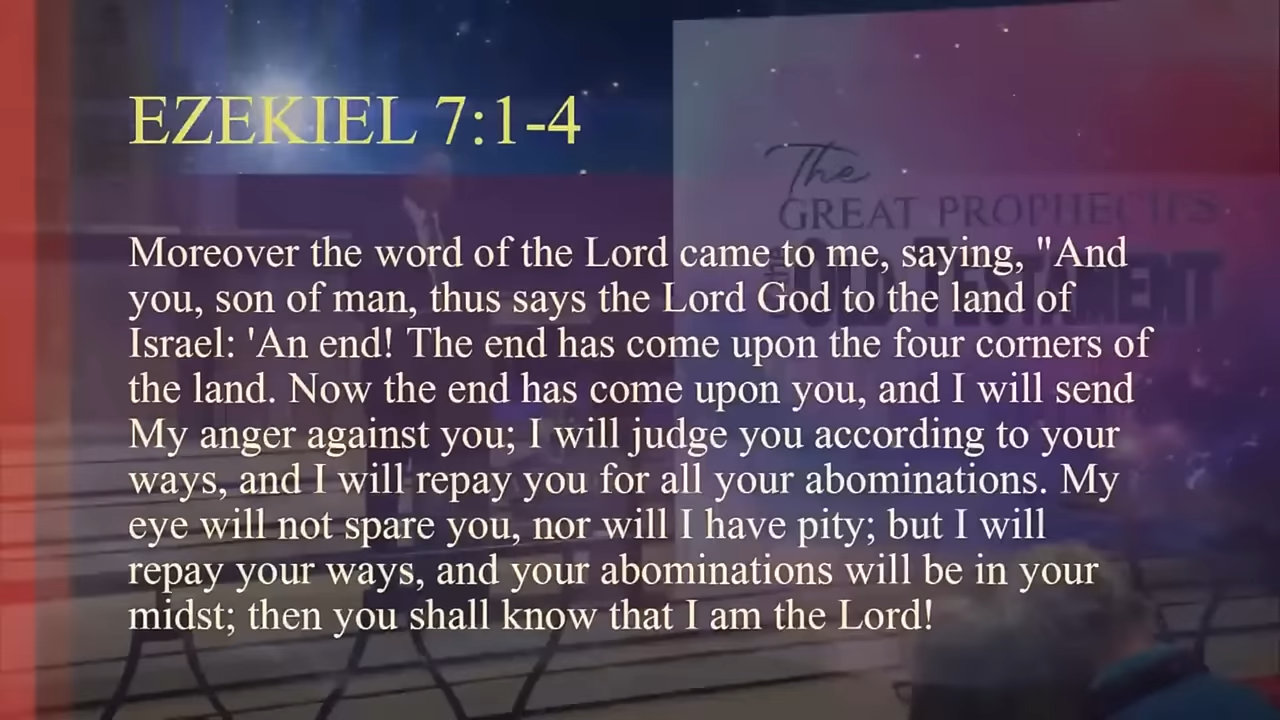 EZEKIEL 7:1-4
The
GREAT PROPHECIES
the OLD TESTAMENT
Moreover the word of the Lord came to me, saying, "And
you, son of man, thus says the Lord God to the land of
Israel: 'An end! The end has come upon the four corners of
the land. Now the end has come upon you, and I will send
My anger against you; I will judge you according to your
ways, and I will repay you for all your abominations. My
eye will not spare you, nor will I have pity; but I will
repay your ways, and your abominations will be in your
midst; then you shall know that I am the Lord!